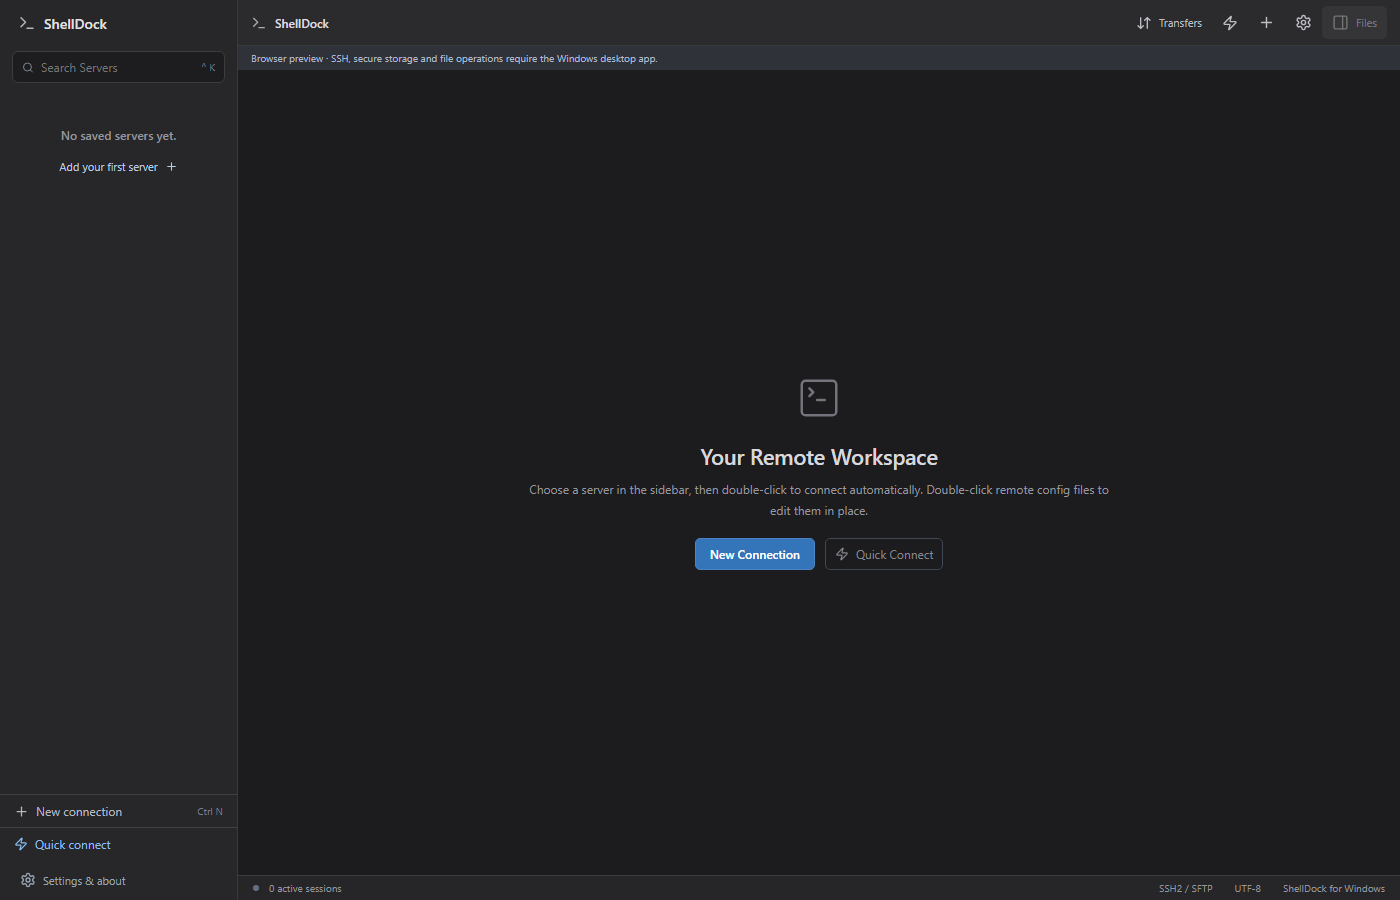 ShellDock
Search Servers ^ K
No saved servers yet.
Add your first server +
New connection Ctrl N
Quick connect
Settings & about
ShellDock
Transfers
Files
Browser preview · SSH, secure storage and file operations require the Windows desktop app.
Your Remote Workspace
Choose a server in the sidebar, then double-click to connect automatically. Double-click remote config files to
edit them in place.
New Connection
Quick Connect
0 active sessions
SSH2 / SFTP UTF-8 ShellDock for Windows